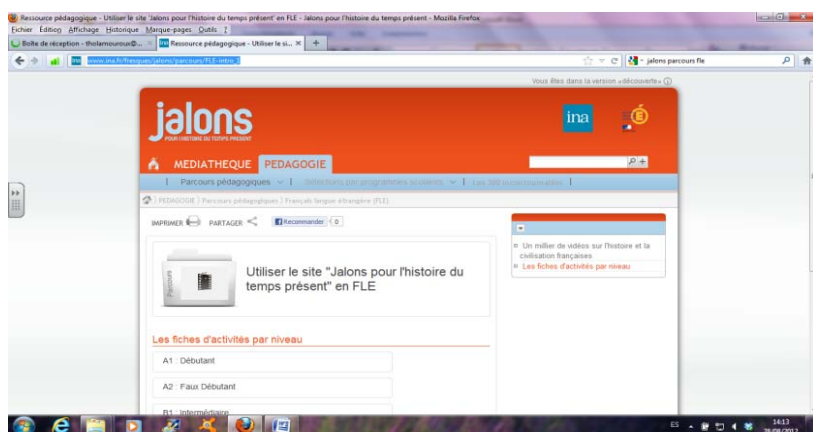 Ressource pédagogique - Utiliser le site 'Jalons pour l'histoire du temps présent' en FLE - Jalons pour l'histoire du temps présent - Mozilla Firefox
Fichier Édition Affichage Historique Marque-pages Outils ?
Boîte de réception - tholamouroux@...
Ressource pédagogique - Utiliser le si...
www.ina.fr/fresques/jalons/parcours/FLE-intro_1
jalons parcours fle
Vous êtes dans la version «découverte»
jalons
POUR L'HISTOIRE DU TEMPS PRÉSENT
ina
MEDIATHEQUE PEDAGOGIE
Parcours pédagogiques
Sélections par programmes scolaires
Les 300 incontournables
PEDAGOGIE ) Parcours pédagogiques ) Français langue étrangère (FLE)
IMPRIMER PARTAGER Recommander 0
Un millier de vidéos sur l'histoire et la
civilisation françaises
Les fiches d'activités par niveau
Parcours
Utiliser le site "Jalons pour l'histoire du
temps présent" en FLE
Les fiches d'activités par niveau
A1 : Débutant
A2 : Faux Débutant
B1 : Intermédiaire
ES
14:13
28/08/2012